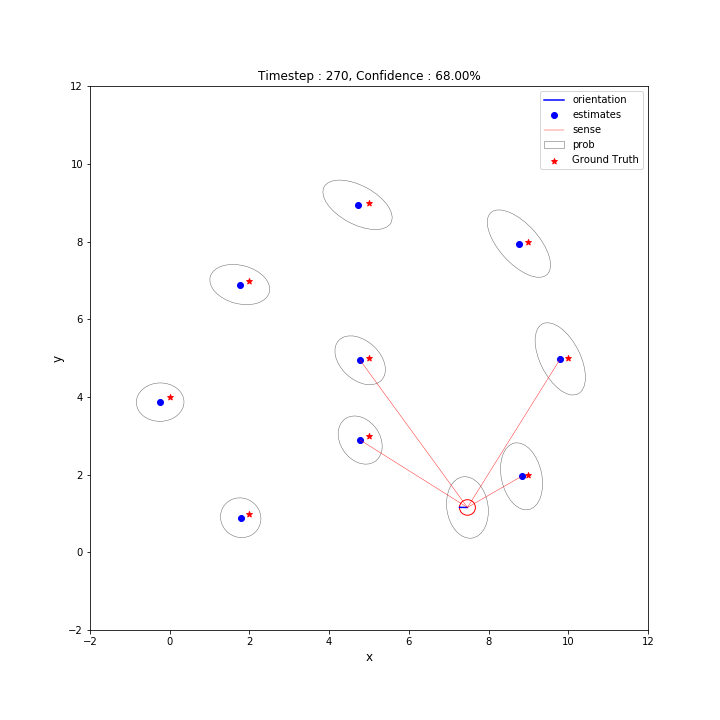 Timestep : 270, Confidence : 68.00%
12
10
8
6
4
2
0
−2
y
−2
0
2
4
6
8
10
12
x
orientation
estimates
sense
prob
Ground Truth